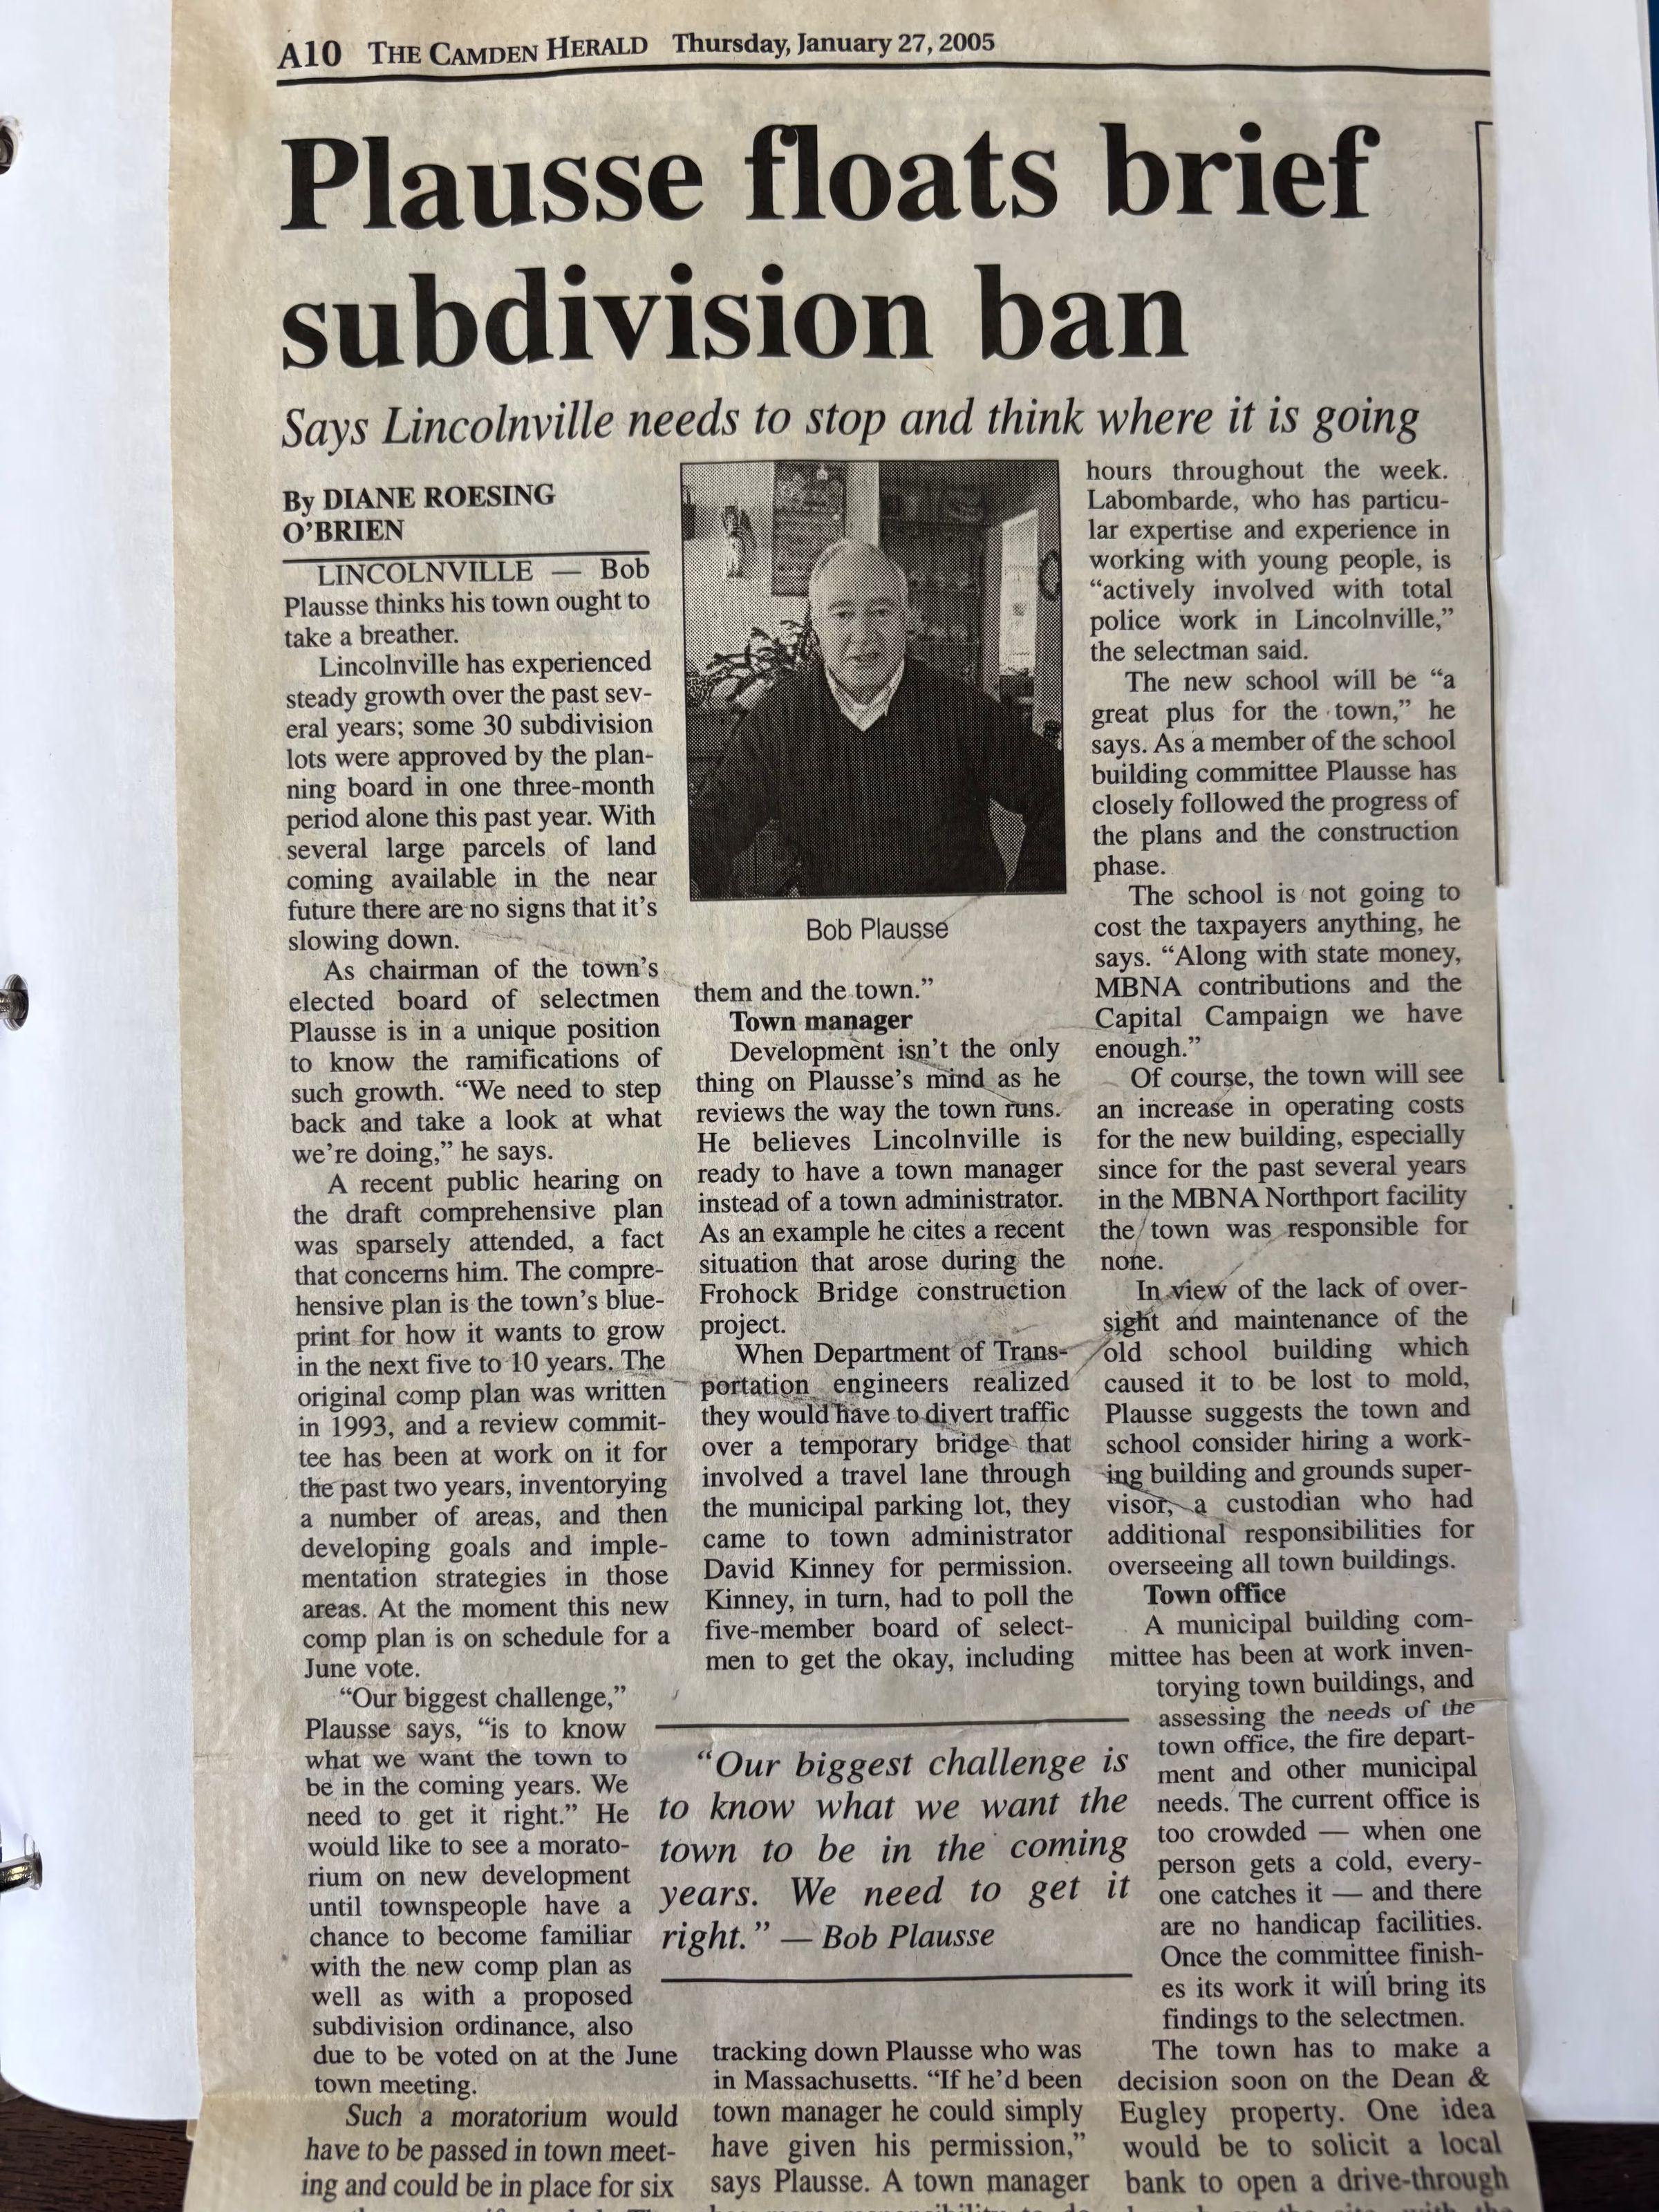 A10 THE CAMDEN HERALD Thursday, January 27, 2005
Plausse floats brief
subdivision ban
Says Lincolnville needs to stop and think where it is going
By DIANE ROESING
O'BRIEN
LINCOLNVILLE — Bob
Plausse thinks his town ought to
take a breather.
Lincolnville has experienced
steady growth over the past sev-
eral years; some 30 subdivision
lots were approved by the plan-
ning board in one three-month
period alone this past year. With
several large parcels of land
coming available in the near
future there are no signs that it's
slowing down.
As chairman of the town's
elected board of selectmen
Plausse is in a unique position
to know the ramifications of
such growth. "We need to step
back and take a look at what
we're doing," he says.
A recent public hearing on
the draft comprehensive plan
was sparsely attended, a fact
that concerns him. The compre-
hensive plan is the town's blue-
print for how it wants to grow
in the next five to 10 years. The
original comp plan was written
in 1993, and a review commit-
tee has been at work on it for
the past two years, inventorying
a number of areas, and then
developing goals and imple-
mentation strategies in those
areas. At the moment this new
comp plan is on schedule for a
June vote.
"Our biggest challenge,"
Plausse says, "is to know
what we want the town to
be in the coming years. We
need to get it right." He
would like to see a morato-
rium on new development
until townspeople have a
chance to become familiar
with the new comp plan as
well as with a proposed
subdivision ordinance, also
due to be voted on at the June
town meeting.
Such a moratorium would
have to be passed in town meet-
ing and could be in place for six
Bob Plausse
them and the town."
Town manager
Development isn't the only
thing on Plausse's mind as he
reviews the way the town runs.
He believes Lincolnville is
ready to have a town manager
instead of a town administrator.
As an example he cites a recent
situation that arose during the
Frohock Bridge construction
project.
When Department of Trans-
portation engineers realized
they would have to divert traffic
over a temporary bridge that
involved a travel lane through
the municipal parking lot, they
came to town administrator
David Kinney for permission.
Kinney, in turn, had to poll the
five-member board of select-
men to get the okay, including
"Our biggest challenge is
to know what we want the
town to be in the coming
years. We need to get it
right." — Bob Plausse
tracking down Plausse who was
in Massachusetts. "If he'd been
town manager he could simply
have given his permission,"
says Plausse. A town manager
hours throughout the week.
Labombarde, who has particu-
lar expertise and experience in
working with young people, is
"actively involved with total
police work in Lincolnville,"
the selectman said.
The new school will be "a
great plus for the town," he
says. As a member of the school
building committee Plausse has
closely followed the progress of
the plans and the construction
phase.
The school is not going to
cost the taxpayers anything, he
says. "Along with state money,
MBNA contributions and the
Capital Campaign we have
enough."
Of course, the town will see
an increase in operating costs
for the new building, especially
since for the past several years
in the MBNA Northport facility
the town was responsible for
none.
In view of the lack of over-
sight and maintenance of the
old school building which
caused it to be lost to mold,
Plausse suggests the town and
school consider hiring a work-
ing building and grounds super-
visor, a custodian who had
additional responsibilities for
overseeing all town buildings.
Town office
A municipal building com-
mittee has been at work inven-
torying town buildings, and
assessing the needs of the
town office, the fire depart-
ment and other municipal
needs. The current office is
too crowded — when one
person gets a cold, every-
one catches it — and there
are no handicap facilities.
Once the committee finish-
es its work it will bring its
findings to the selectmen.
The town has to make a
decision soon on the Dean &
Eugley property. One idea
would be to solicit a local
bank to open a drive-through